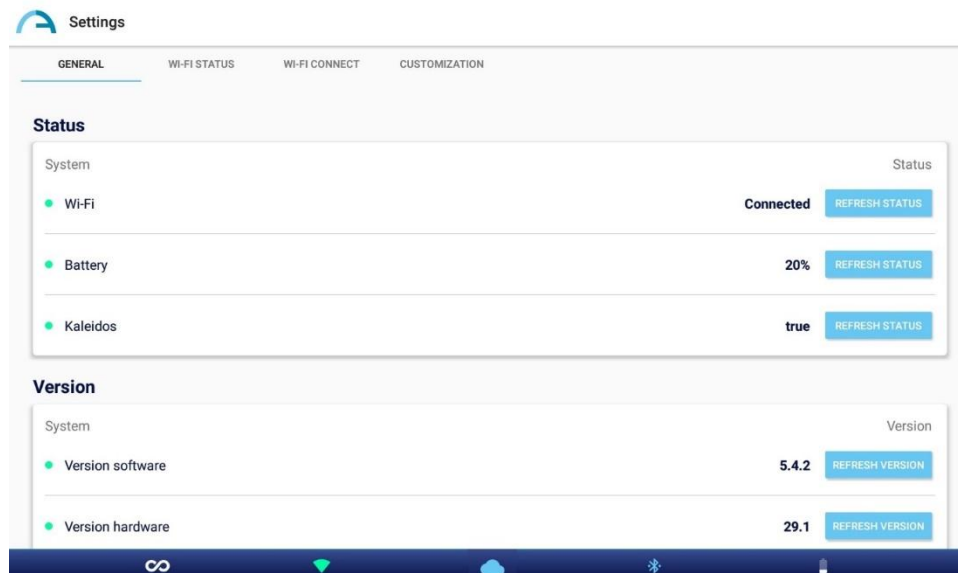 Settings
GENERAL WI-FI STATUS WI-FI CONNECT CUSTOMIZATION
Status
System Status
Wi-Fi Connected REFRESH STATUS
Battery 20% REFRESH STATUS
Kaleidos true REFRESH STATUS
Version
System Version
Version software 5.4.2 REFRESH VERSION
Version hardware 29.1 REFRESH VERSION